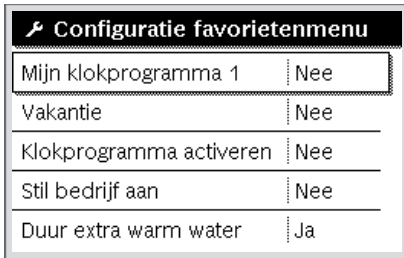 Configuratie favorietenmenu
Mijn klokprogramma 1 Nee
Vakantie Nee
Klokprogramma activeren Nee
Stil bedrijf aan Nee
Duur extra warm water Ja